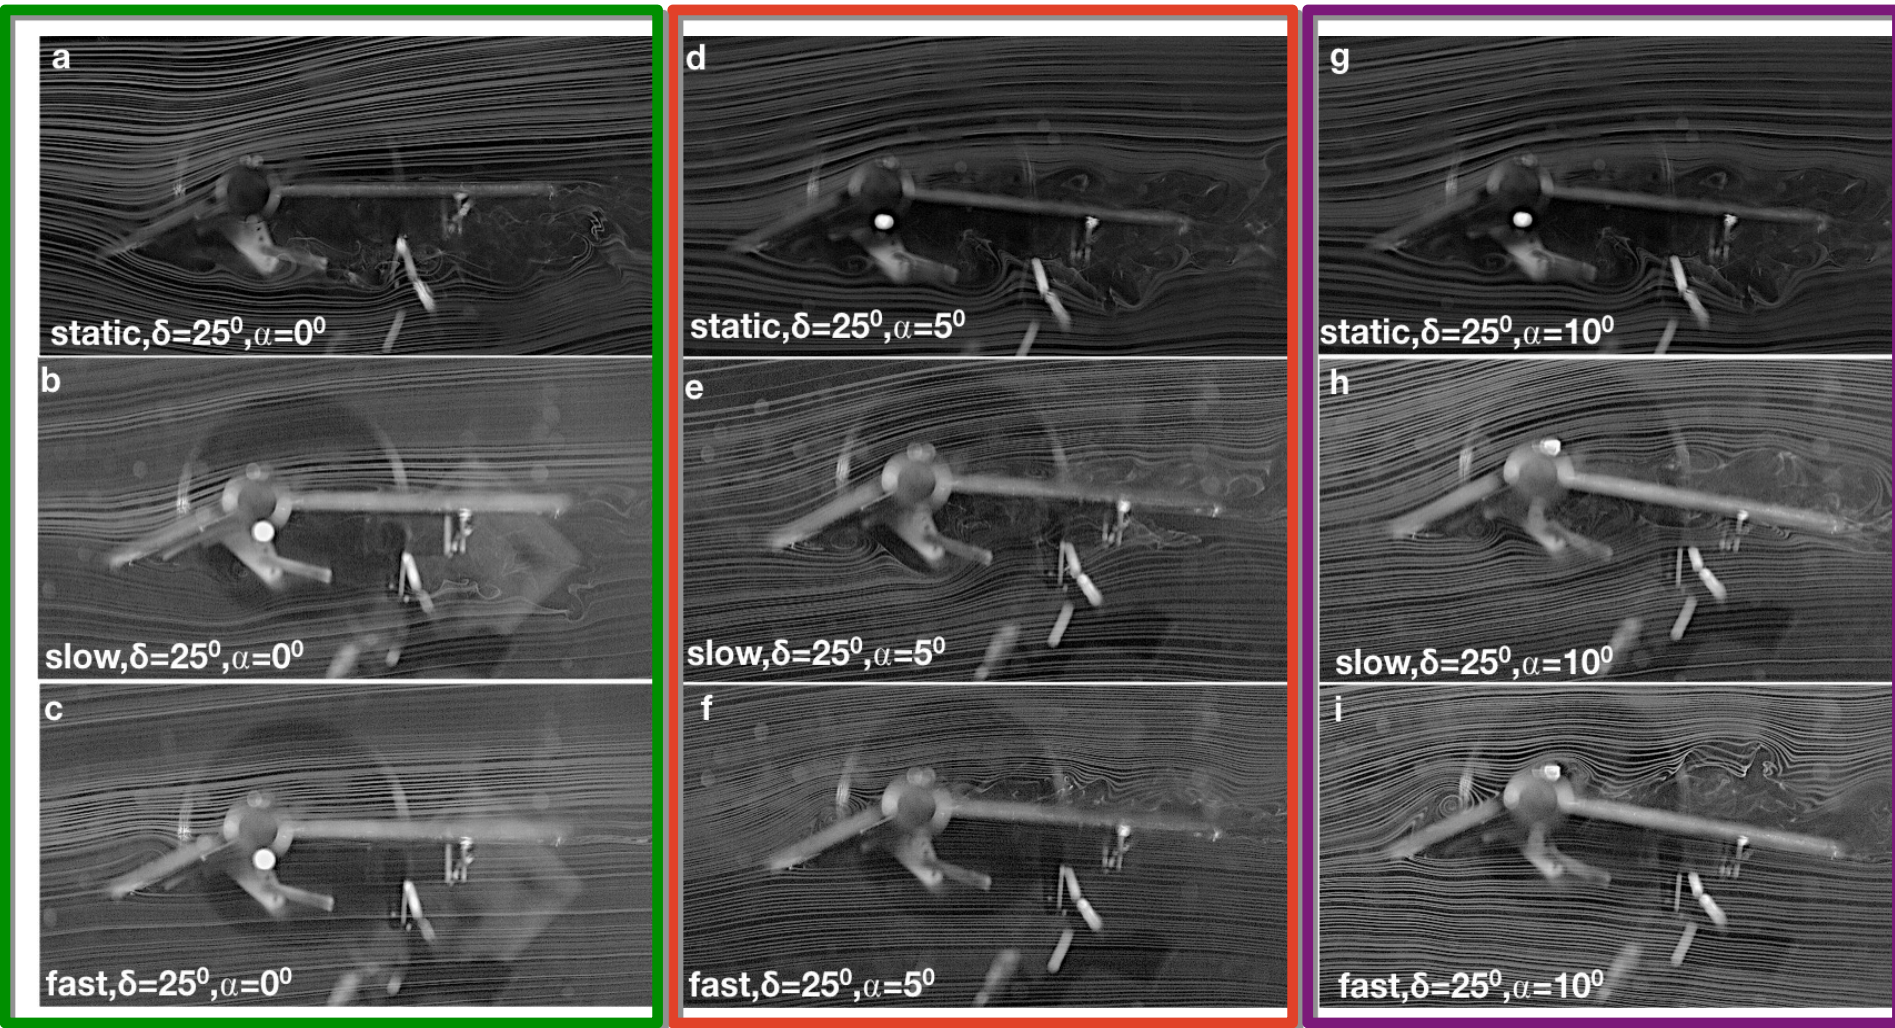 a
static,δ=25⁰,α=0⁰
b
slow,δ=25⁰,α=0⁰
c
fast,δ=25⁰,α=0⁰
d
static,δ=25⁰,α=5⁰
e
slow,δ=25⁰,α=5⁰
f
fast,δ=25⁰,α=5⁰
g
static,δ=25⁰,α=10⁰
h
slow,δ=25⁰,α=10⁰
i
fast,δ=25⁰,α=10⁰